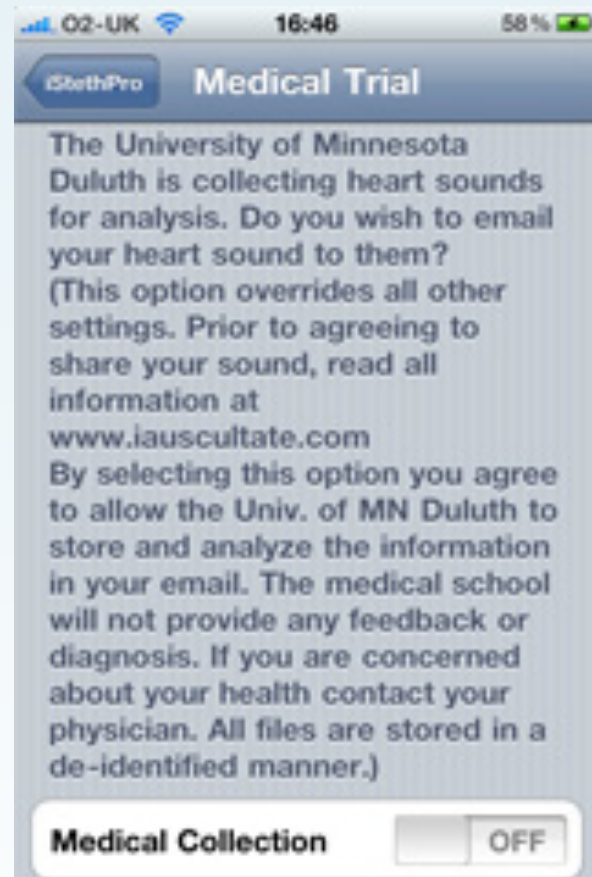 O2-UK 16:46 58%
iStethPro Medical Trial
The University of Minnesota
Duluth is collecting heart sounds
for analysis. Do you wish to email
your heart sound to them?
(This option overrides all other
settings. Prior to agreeing to
share your sound, read all
information at
www.iauscultate.com
By selecting this option you agree
to allow the Univ. of MN Duluth to
store and analyze the information
in your email. The medical school
will not provide any feedback or
diagnosis. If you are concerned
about your health contact your
physician. All files are stored in a
de-identified manner.)
Medical Collection OFF